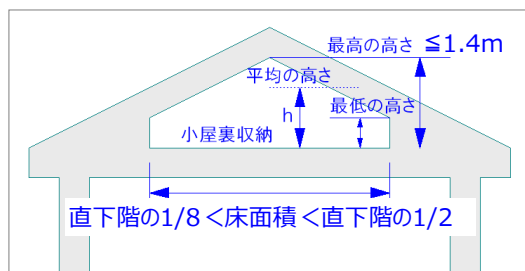 最高の高さ ≦1.4m
平均の高さ
最低の高さ
h
小屋裏収納
直下階の1/8<床面積<直下階の1/2